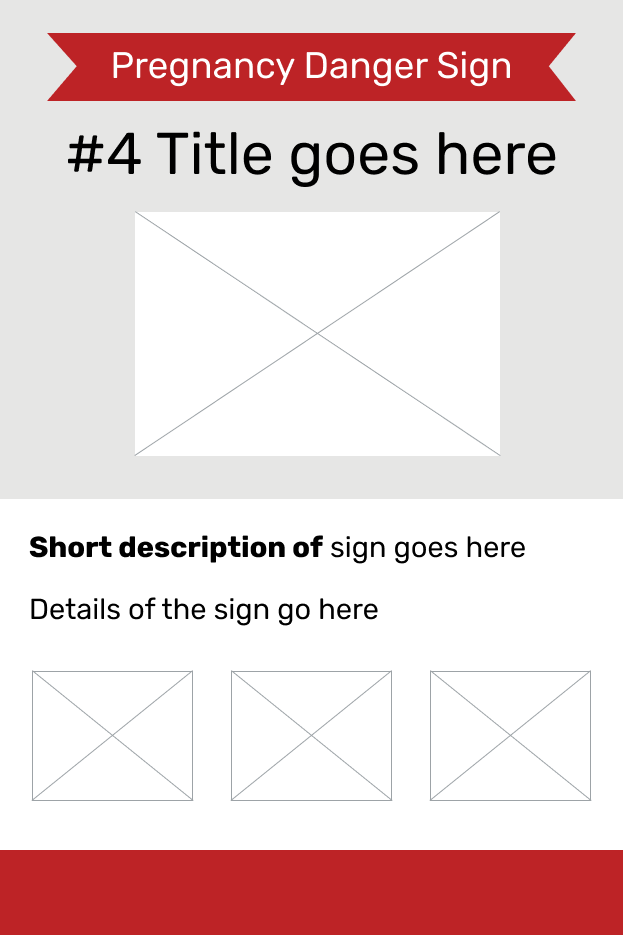 Pregnancy Danger Sign
#4 Title goes here
Short description of sign goes here
Details of the sign go here